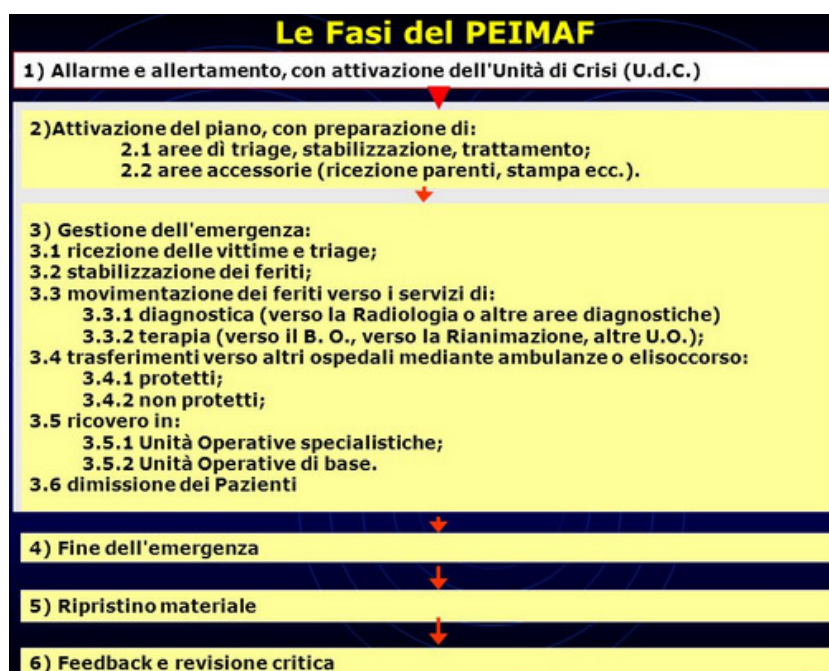 Le Fasi del PEIMAF
1) Allarme e allertamento, con attivazione dell'Unità di Crisi (U.d.C.)
2)Attivazione del piano, con preparazione di:
2.1 aree dì triage, stabilizzazione, trattamento;
2.2 aree accessorie (ricezione parenti, stampa ecc.).
3) Gestione dell'emergenza:
3.1 ricezione delle vittime e triage;
3.2 stabilizzazione dei feriti;
3.3 movimentazione dei feriti verso i servizi di:
3.3.1 diagnostica (verso la Radiologia o altre aree diagnostiche)
3.3.2 terapia (verso il B. O., verso la Rianimazione, altre U.O.);
3.4 trasferimenti verso altri ospedali mediante ambulanze o elisoccorso:
3.4.1 protetti;
3.4.2 non protetti;
3.5 ricovero in:
3.5.1 Unità Operative specialistiche;
3.5.2 Unità Operative di base.
3.6 dimissione dei Pazienti
4) Fine dell'emergenza
5) Ripristino materiale
6) Feedback e revisione critica